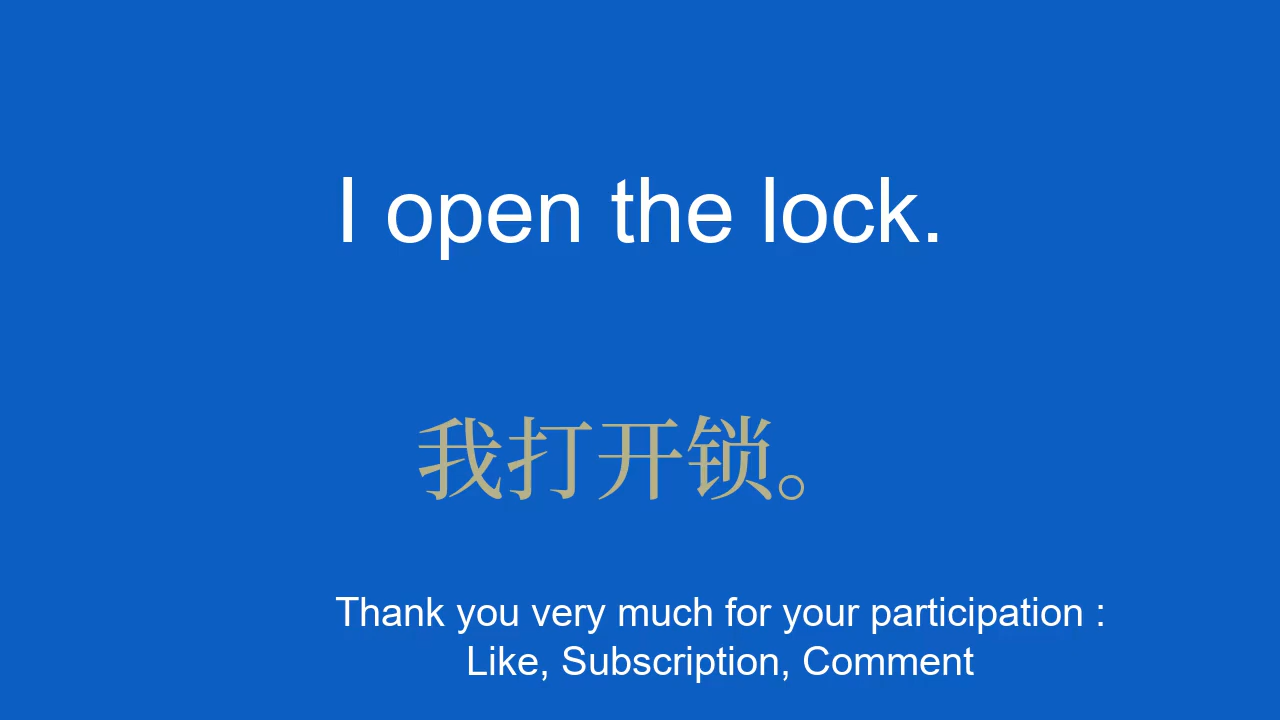 I open the lock.
我打开锁。
Thank you very much for your participation :
Like, Subscription, Comment